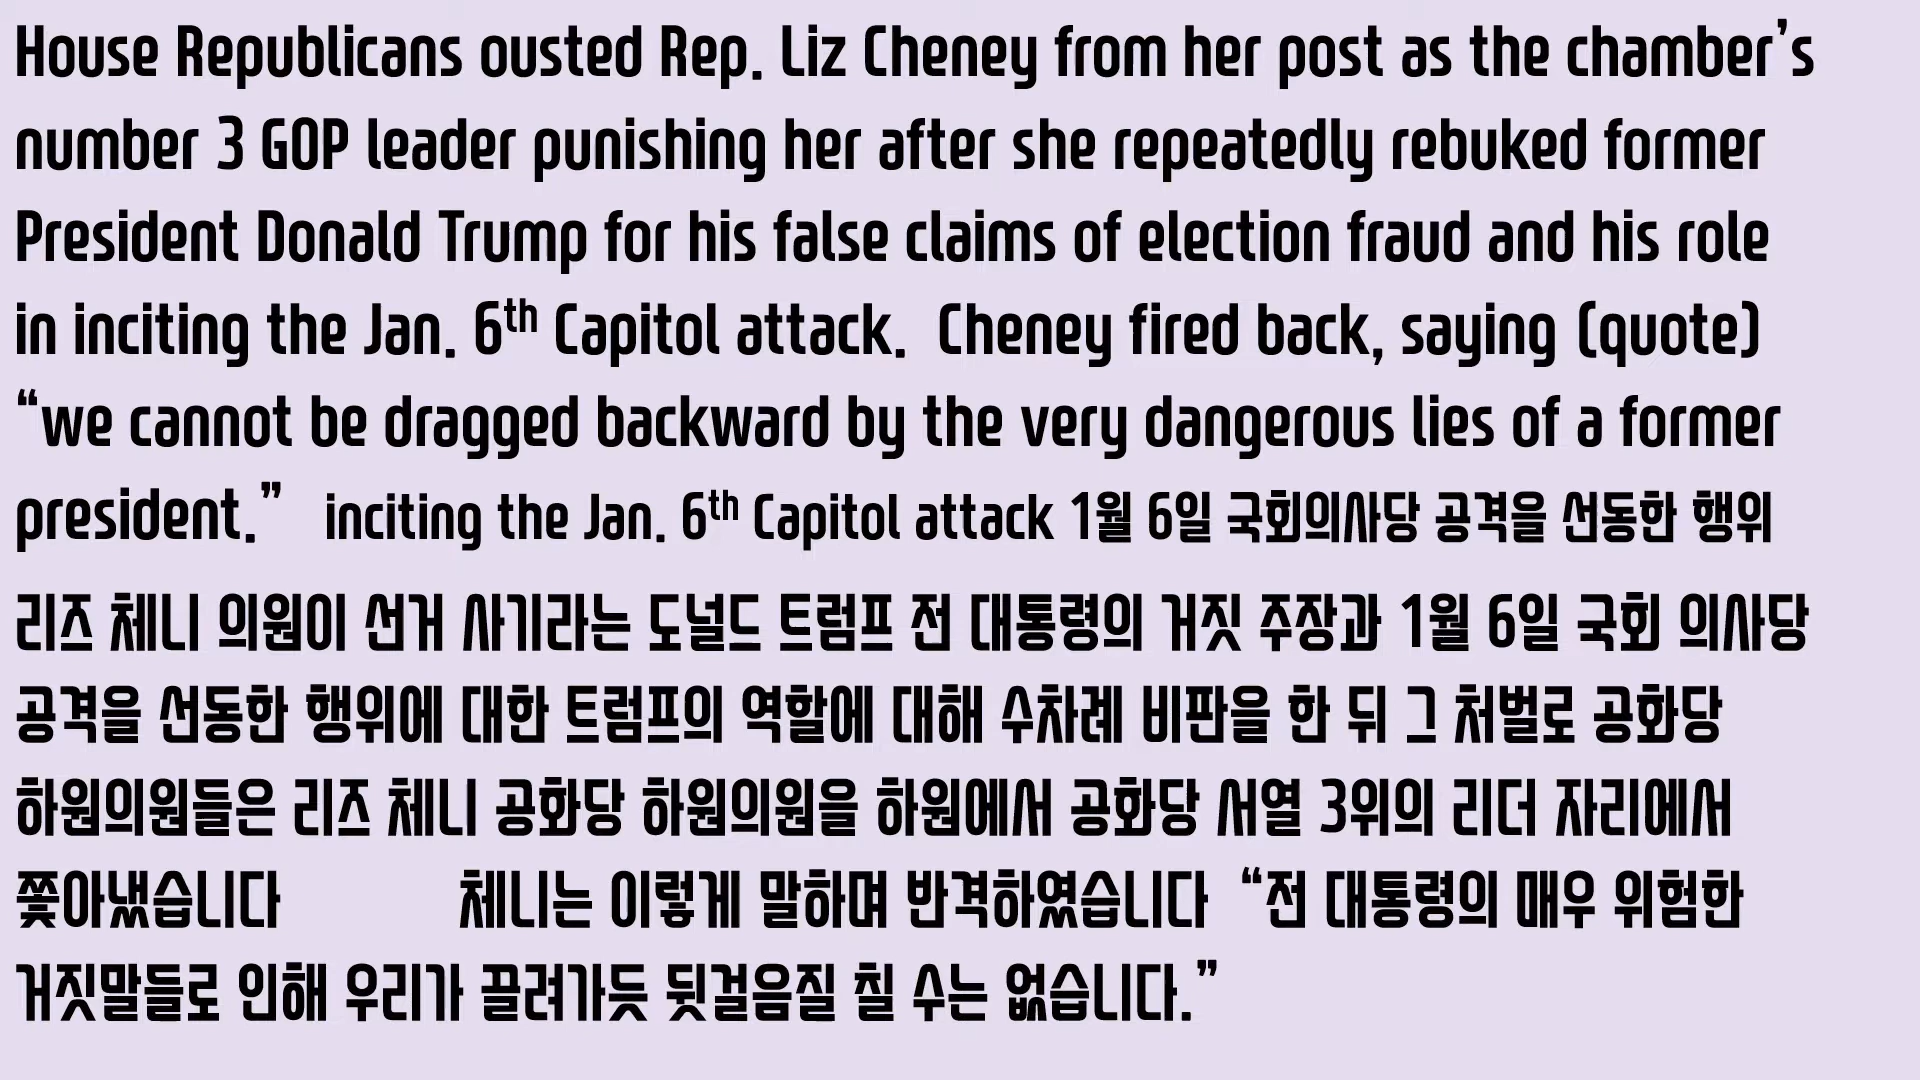 House Republicans ousted Rep. Liz Cheney from her post as the chamber’s
number 3 GOP leader punishing her after she repeatedly rebuked former
President Donald Trump for his false claims of election fraud and his role
in inciting the Jan. 6th Capitol attack. Cheney fired back, saying (quote)
“we cannot be dragged backward by the very dangerous lies of a former
president.” inciting the Jan. 6th Capitol attack 1월 6일 국회의사당 공격을 선동한 행위
리즈 체니 의원이 선거 사기라는 도널드 트럼프 전 대통령의 거짓 주장과 1월 6일 국회 의사당
공격을 선동한 행위에 대한 트럼프의 역할에 대해 수차례 비판을 한 뒤 그 처벌로 공화당
하원의원들은 리즈 체니 공화당 하원의원을 하원에서 공화당 서열 3위의 리더 자리에서
쫓아냈습니다 체니는 이렇게 말하며 반격하였습니다 “전 대통령의 매우 위험한
거짓말들로 인해 우리가 끌려가듯 뒷걸음질 칠 수는 없습니다.”